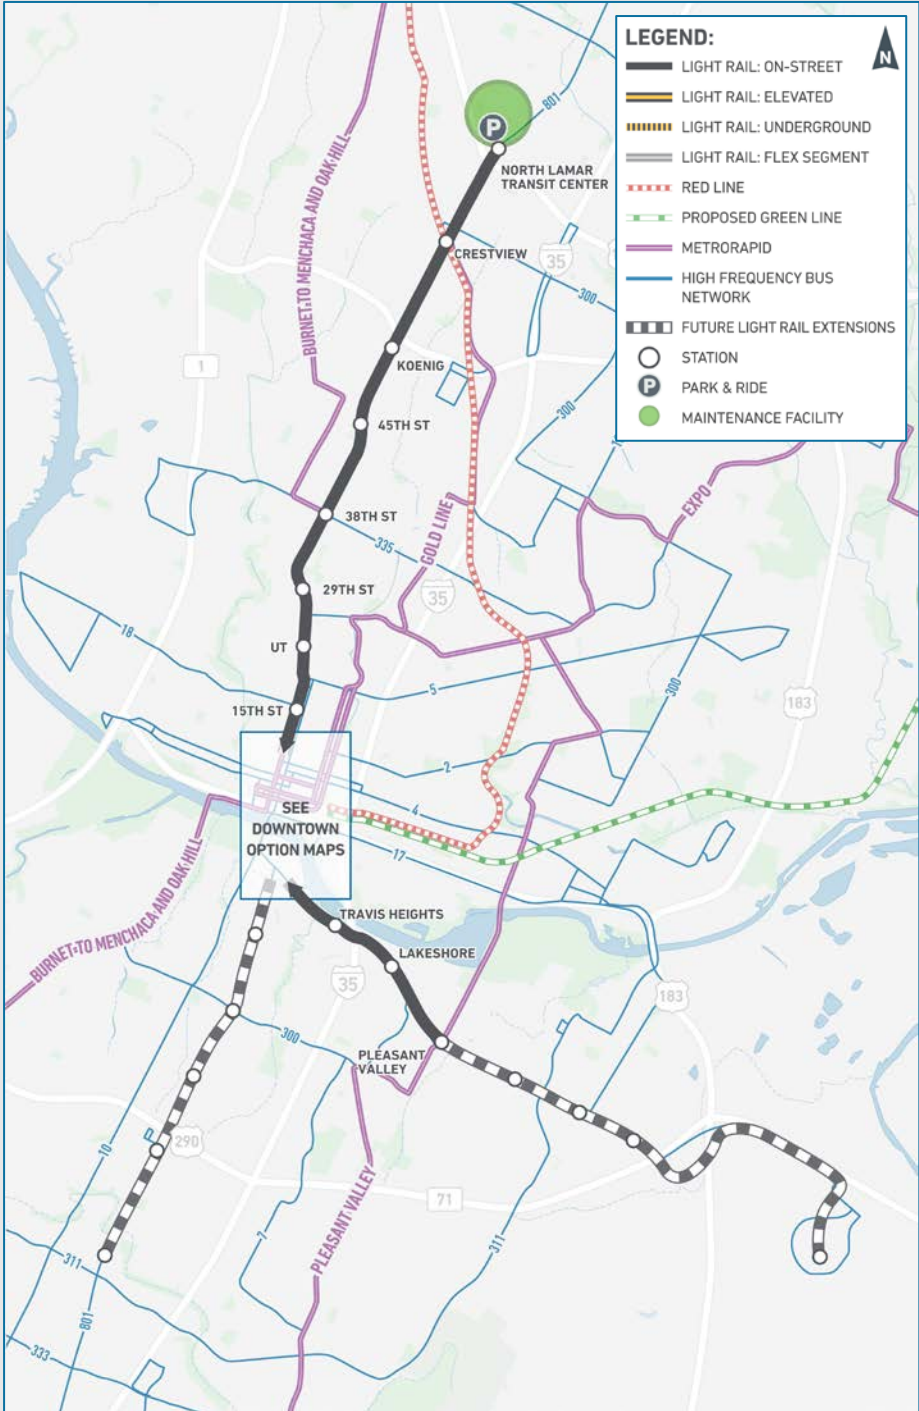 LEGEND:
N
LIGHT RAIL: ON-STREET
LIGHT RAIL: ELEVATED
LIGHT RAIL: UNDERGROUND
LIGHT RAIL: FLEX SEGMENT
RED LINE
PROPOSED GREEN LINE
METRORAPID
HIGH FREQUENCY BUS
NETWORK
FUTURE LIGHT RAIL EXTENSIONS
STATION
P
PARK & RIDE
MAINTENANCE FACILITY
801
P
NORTH LAMAR
TRANSIT CENTER
BURNET TO MENCHACA AND OAK HILL
CRESTVIEW
35
300
KOENIG
1
300
45TH ST
EXPO
38TH ST
335
GOLD LINE
29TH ST
35
18
UT
5
300
183
15TH ST
2
SEE
DOWNTOWN
OPTION MAPS
4
17
BURNET TO MENCHACA AND OAK HILL
TRAVIS HEIGHTS
LAKESHORE
35
183
300
PLEASANT
VALLEY
10
290
71
7
PLEASANT VALLEY
311
311
801
333